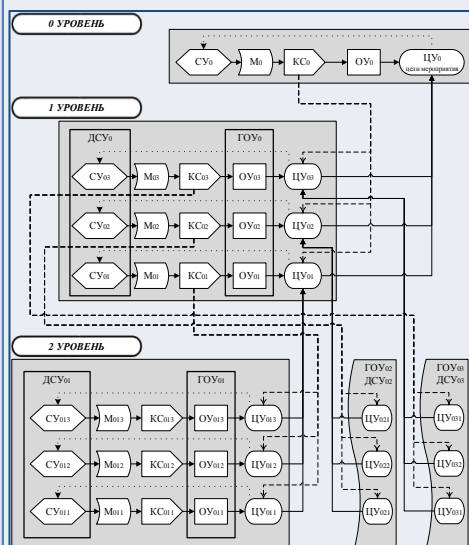 0 УРОВЕНЬ
СУ0 М0 КС0 ОУ0 ЦУ0
цели мероприятия
1 УРОВЕНЬ
ДСУ0 ГОУ0
СУ03 М03 КС03 ОУ03 ЦУ03
СУ02 М02 КС02 ОУ02 ЦУ02
СУ01 М01 КС01 ОУ01 ЦУ01
2 УРОВЕНЬ
ДСУ01 ГОУ01 ГОУ02 ГОУ03
ДСУ02 ДСУ03
СУ013 М013 КС013 ОУ013 ЦУ013 ЦУ021 ЦУ031
СУ012 М012 КС012 ОУ012 ЦУ012 ЦУ022 ЦУ032
СУ011 М011 КС011 ОУ011 ЦУ011 ЦУ021 ЦУ031